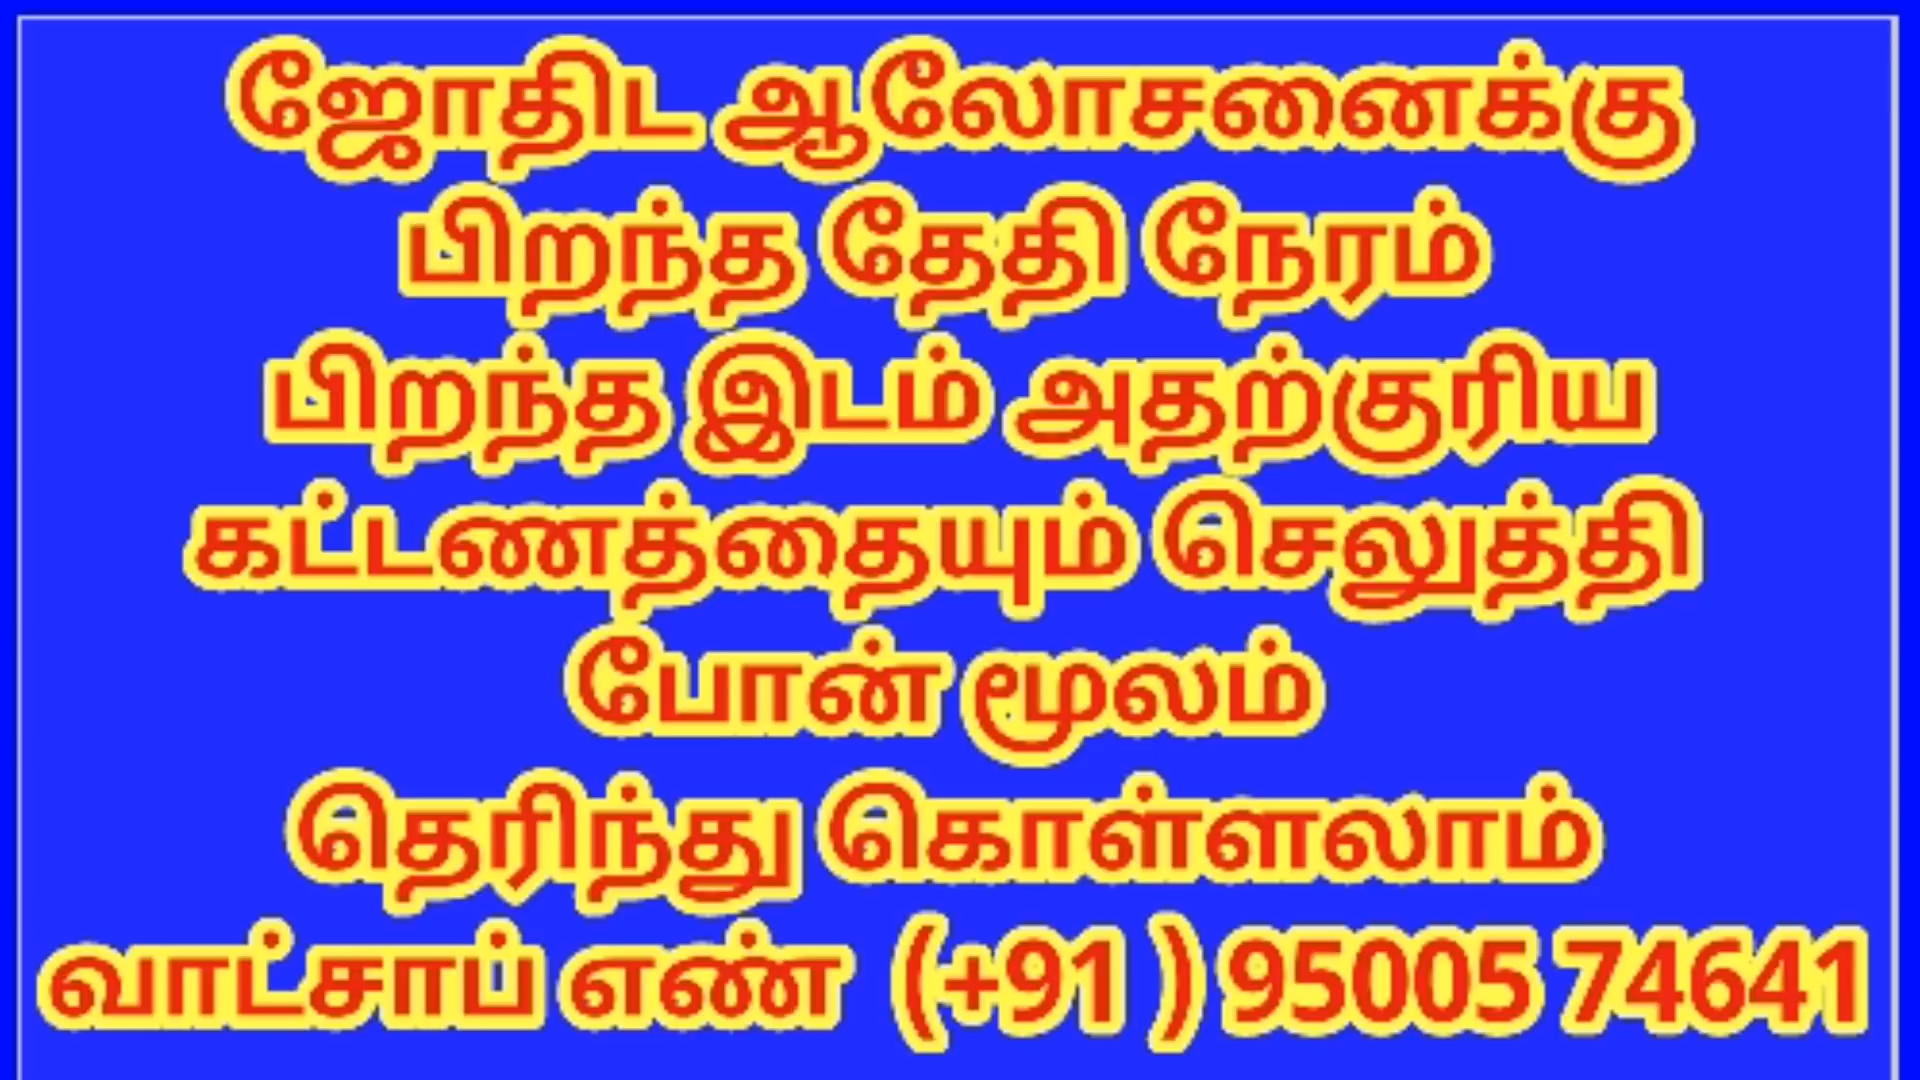 ஜோதிட ஆலோசனைக்கு
பிறந்த தேதி நேரம்
பிறந்த இடம் அதற்குரிய
கட்டணத்தையும் செலுத்தி
போன் மூலம்
தெரிந்து கொள்ளலாம்
வாட்சாப் எண் (+91 ) 95005 74641